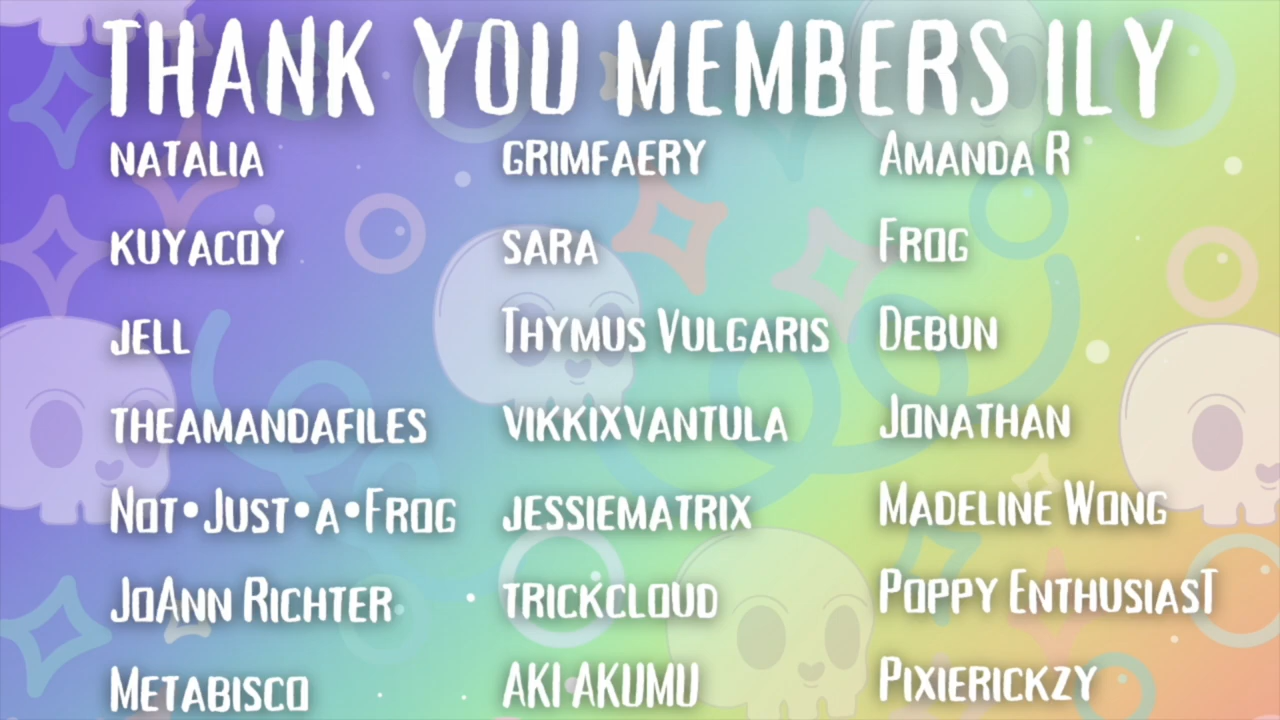 THANK YOU MEMBERS ILY
NATALIA
KUYACOY
JELL
THEAMANDAFILES
NOT•JUST•A•FROG
JOANN RICHTER
METABISCO
GRIMFAERY
SARA
THYMUS VULGARIS
VIKKIXVANTULA
JESSIEMATRIX
TRICKCLOUD
AKI AKUMU
AMANDA R
FROG
DEBUN
JONATHAN
MADELINE WONG
POPPY ENTHUSIAST
PIXIERICKZY